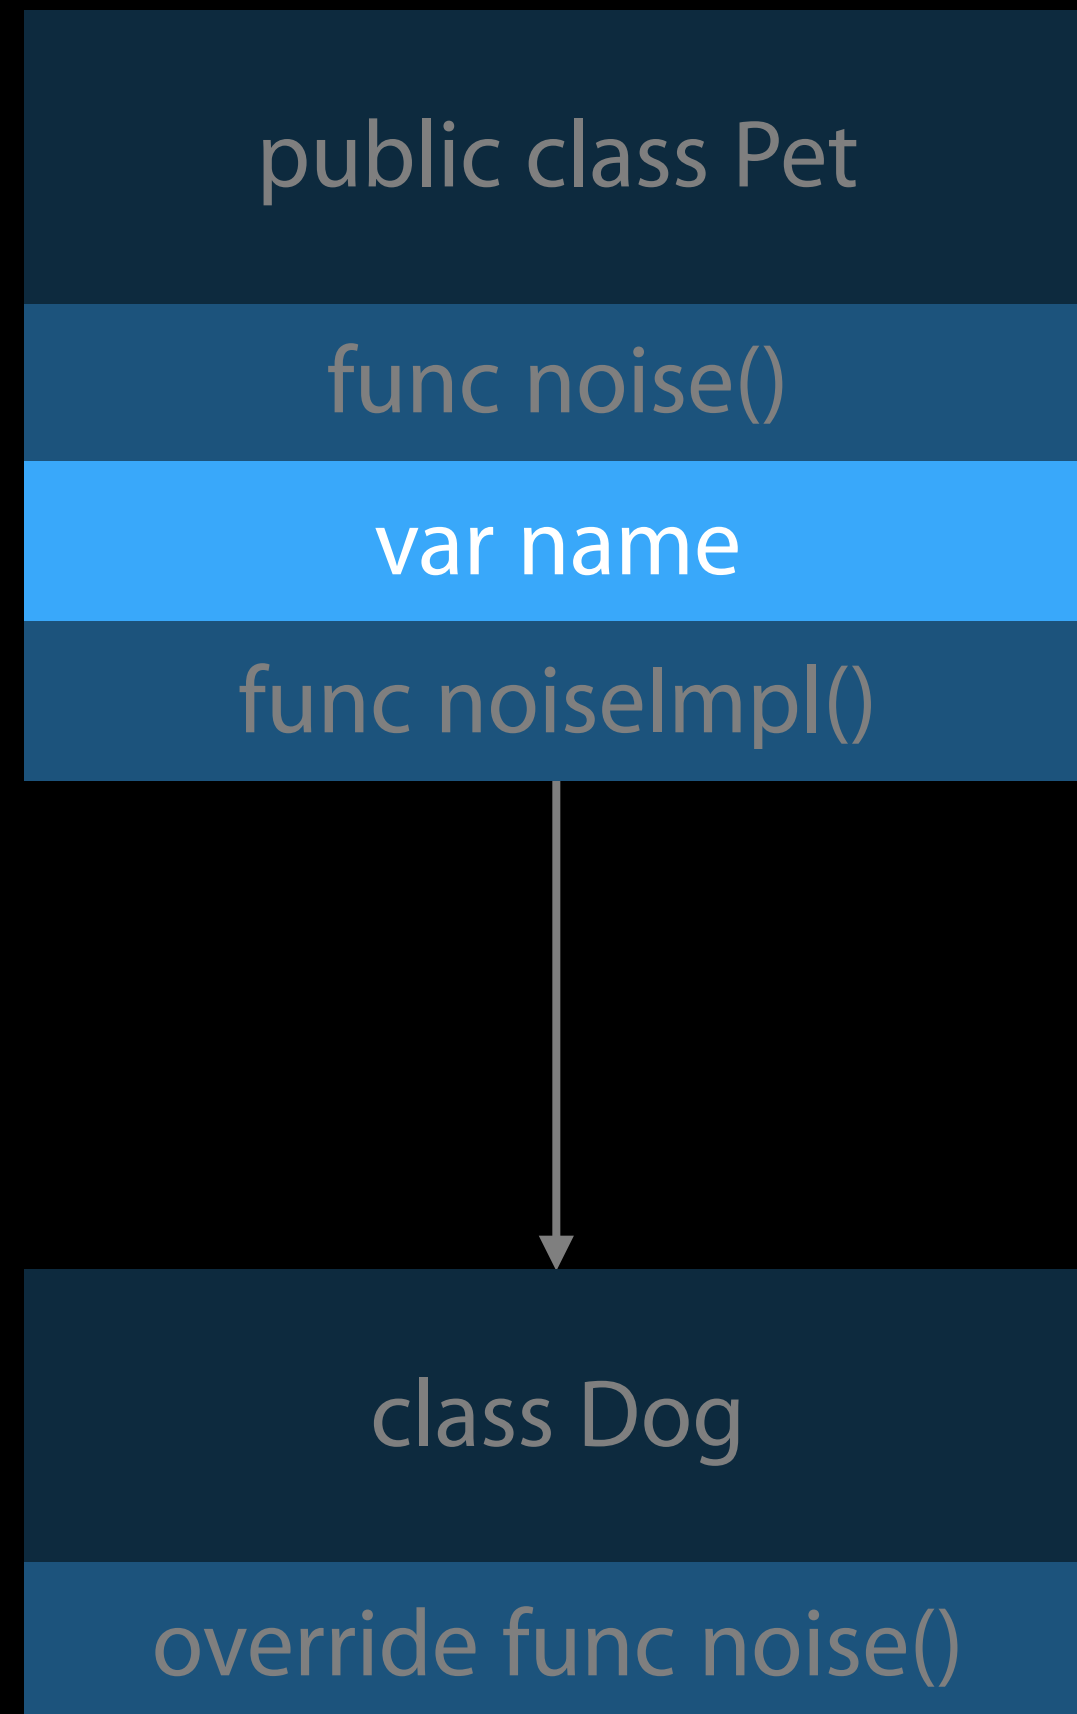 public class Pet
func noise()
var name
func noiseImpl()
class Dog
override func noise()